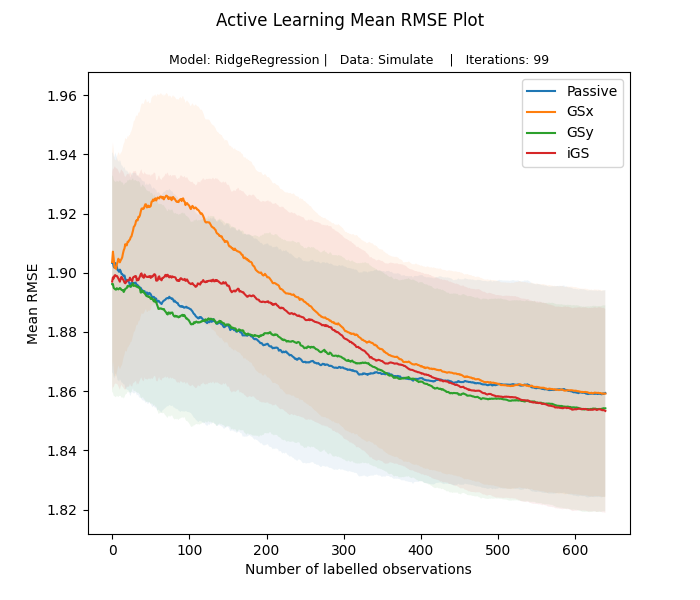 Active Learning Mean RMSE Plot
Model: RidgeRegression |   Data: Simulate    |   Iterations: 99
Passive
GSx
GSy
iGS
Mean RMSE
1.96
1.94
1.92
1.90
1.88
1.86
1.84
1.82
0 100 200 300 400 500 600
Number of labelled observations